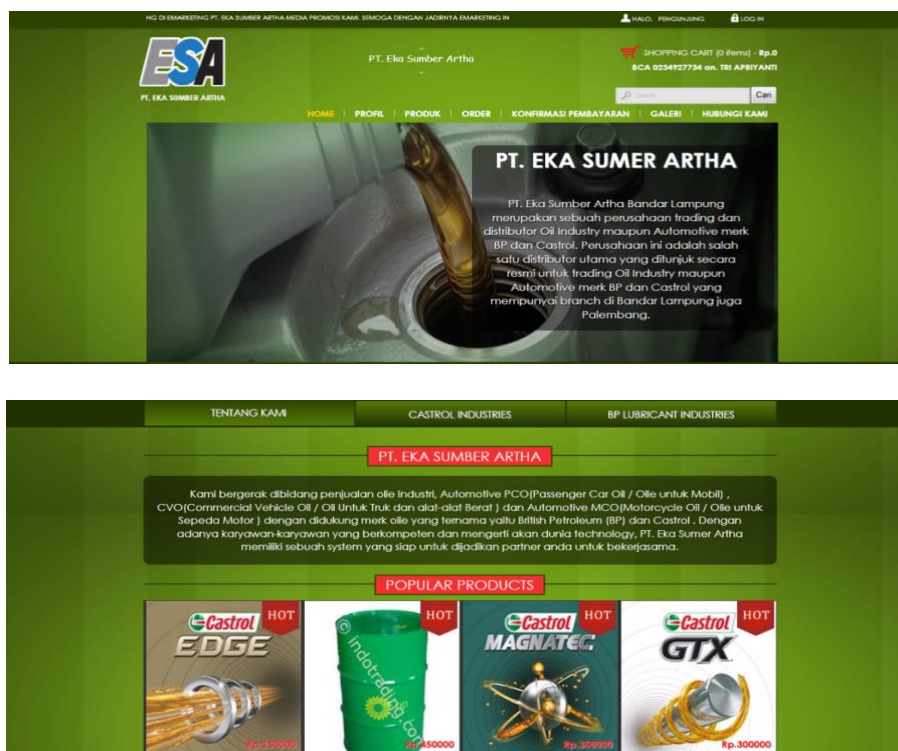 NG DI EMARKETING PT. EKA SUMBER ARTHA MEDIA PROMOSI KAMI. SEMOGA DENGAN JADIRNYA EMARKETING IN
HALO, PENGUNJUNG
LOG IN
ESA
PT. EKA SUMBER ARTHA
PT. Eka Sumber Artha
SHOPPING CART (0 items) - Rp.0
BCA 0234927734 an. TRI APRIYANTI
Cari
HOME
PROFIL
PRODUK
ORDER
KONFIRMASI PEMBAYARAN
GALERI
HUBUNGI KAMI
PT. EKA SUMER ARTHA
PT. Eka Sumber Artha Bandar Lampung
merupakan sebuah perusahaan trading dan
distributor Oil Industry maupun Automotive merk
BP dan Castrol. Perusahaan ini adalah salah
satu distributor utama yang ditunjuk secara
resmi untuk trading Oil Industry maupun
Automotive merk BP dan Castrol yang
mempunyai branch di Bandar Lampung juga
Palembang.
TENTANG KAMI
CASTROL INDUSTRIES
BP LUBRICANT INDUSTRIES
PT. EKA SUMBER ARTHA
Kami bergerak dibidang penjualan olie Industri, Automotive PCO(Passenger Car Oil / Olie untuk Mobil) ,
CVO(Commercial Vehicle Oil / Oli Untuk Truk dan alat-alat Berat ) dan Automotive MCO(Motorcycle Oil / Olie untuk
Sepeda Motor ) dengan didukung merk olie yang ternama yaitu British Petroleum (BP) dan Castrol . Dengan
adanya karyawan-karyawan yang berkompeten dan mengerti akan dunia technology, PT. Eka Sumer Artha
memiliki sebuah system yang siap untuk dijadikan partner anda untuk bekerjasama.
POPULAR PRODUCTS
Castrol
EDGE
HOT
Rp.250000
HOT
© indotrading.com
Rp.450000
Castrol
MAGNATEC
HOT
Rp.350000
Castrol
GTX
HOT
Rp.300000